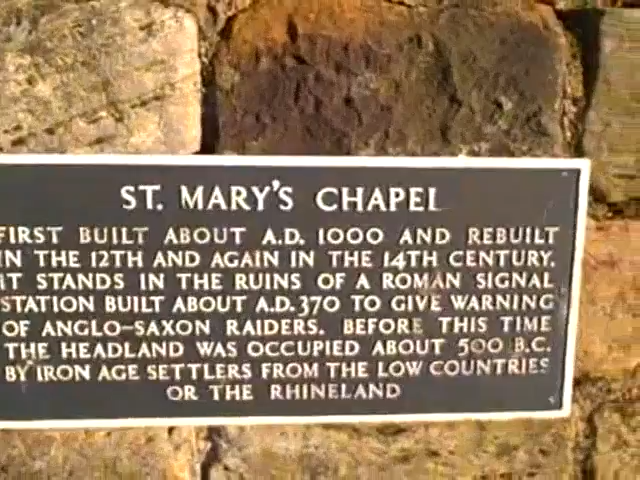 ST. MARY'S CHAPEL
FIRST BUILT ABOUT A.D. 1000 AND REBUILT
IN THE 12TH AND AGAIN IN THE 14TH CENTURY.
IT STANDS IN THE RUINS OF A ROMAN SIGNAL
STATION BUILT ABOUT A.D. 370 TO GIVE WARNING
OF ANGLO-SAXON RAIDERS. BEFORE THIS TIME
THE HEADLAND WAS OCCUPIED ABOUT 500 B.C.
BY IRON AGE SETTLERS FROM THE LOW COUNTRIES
OR THE RHINELAND